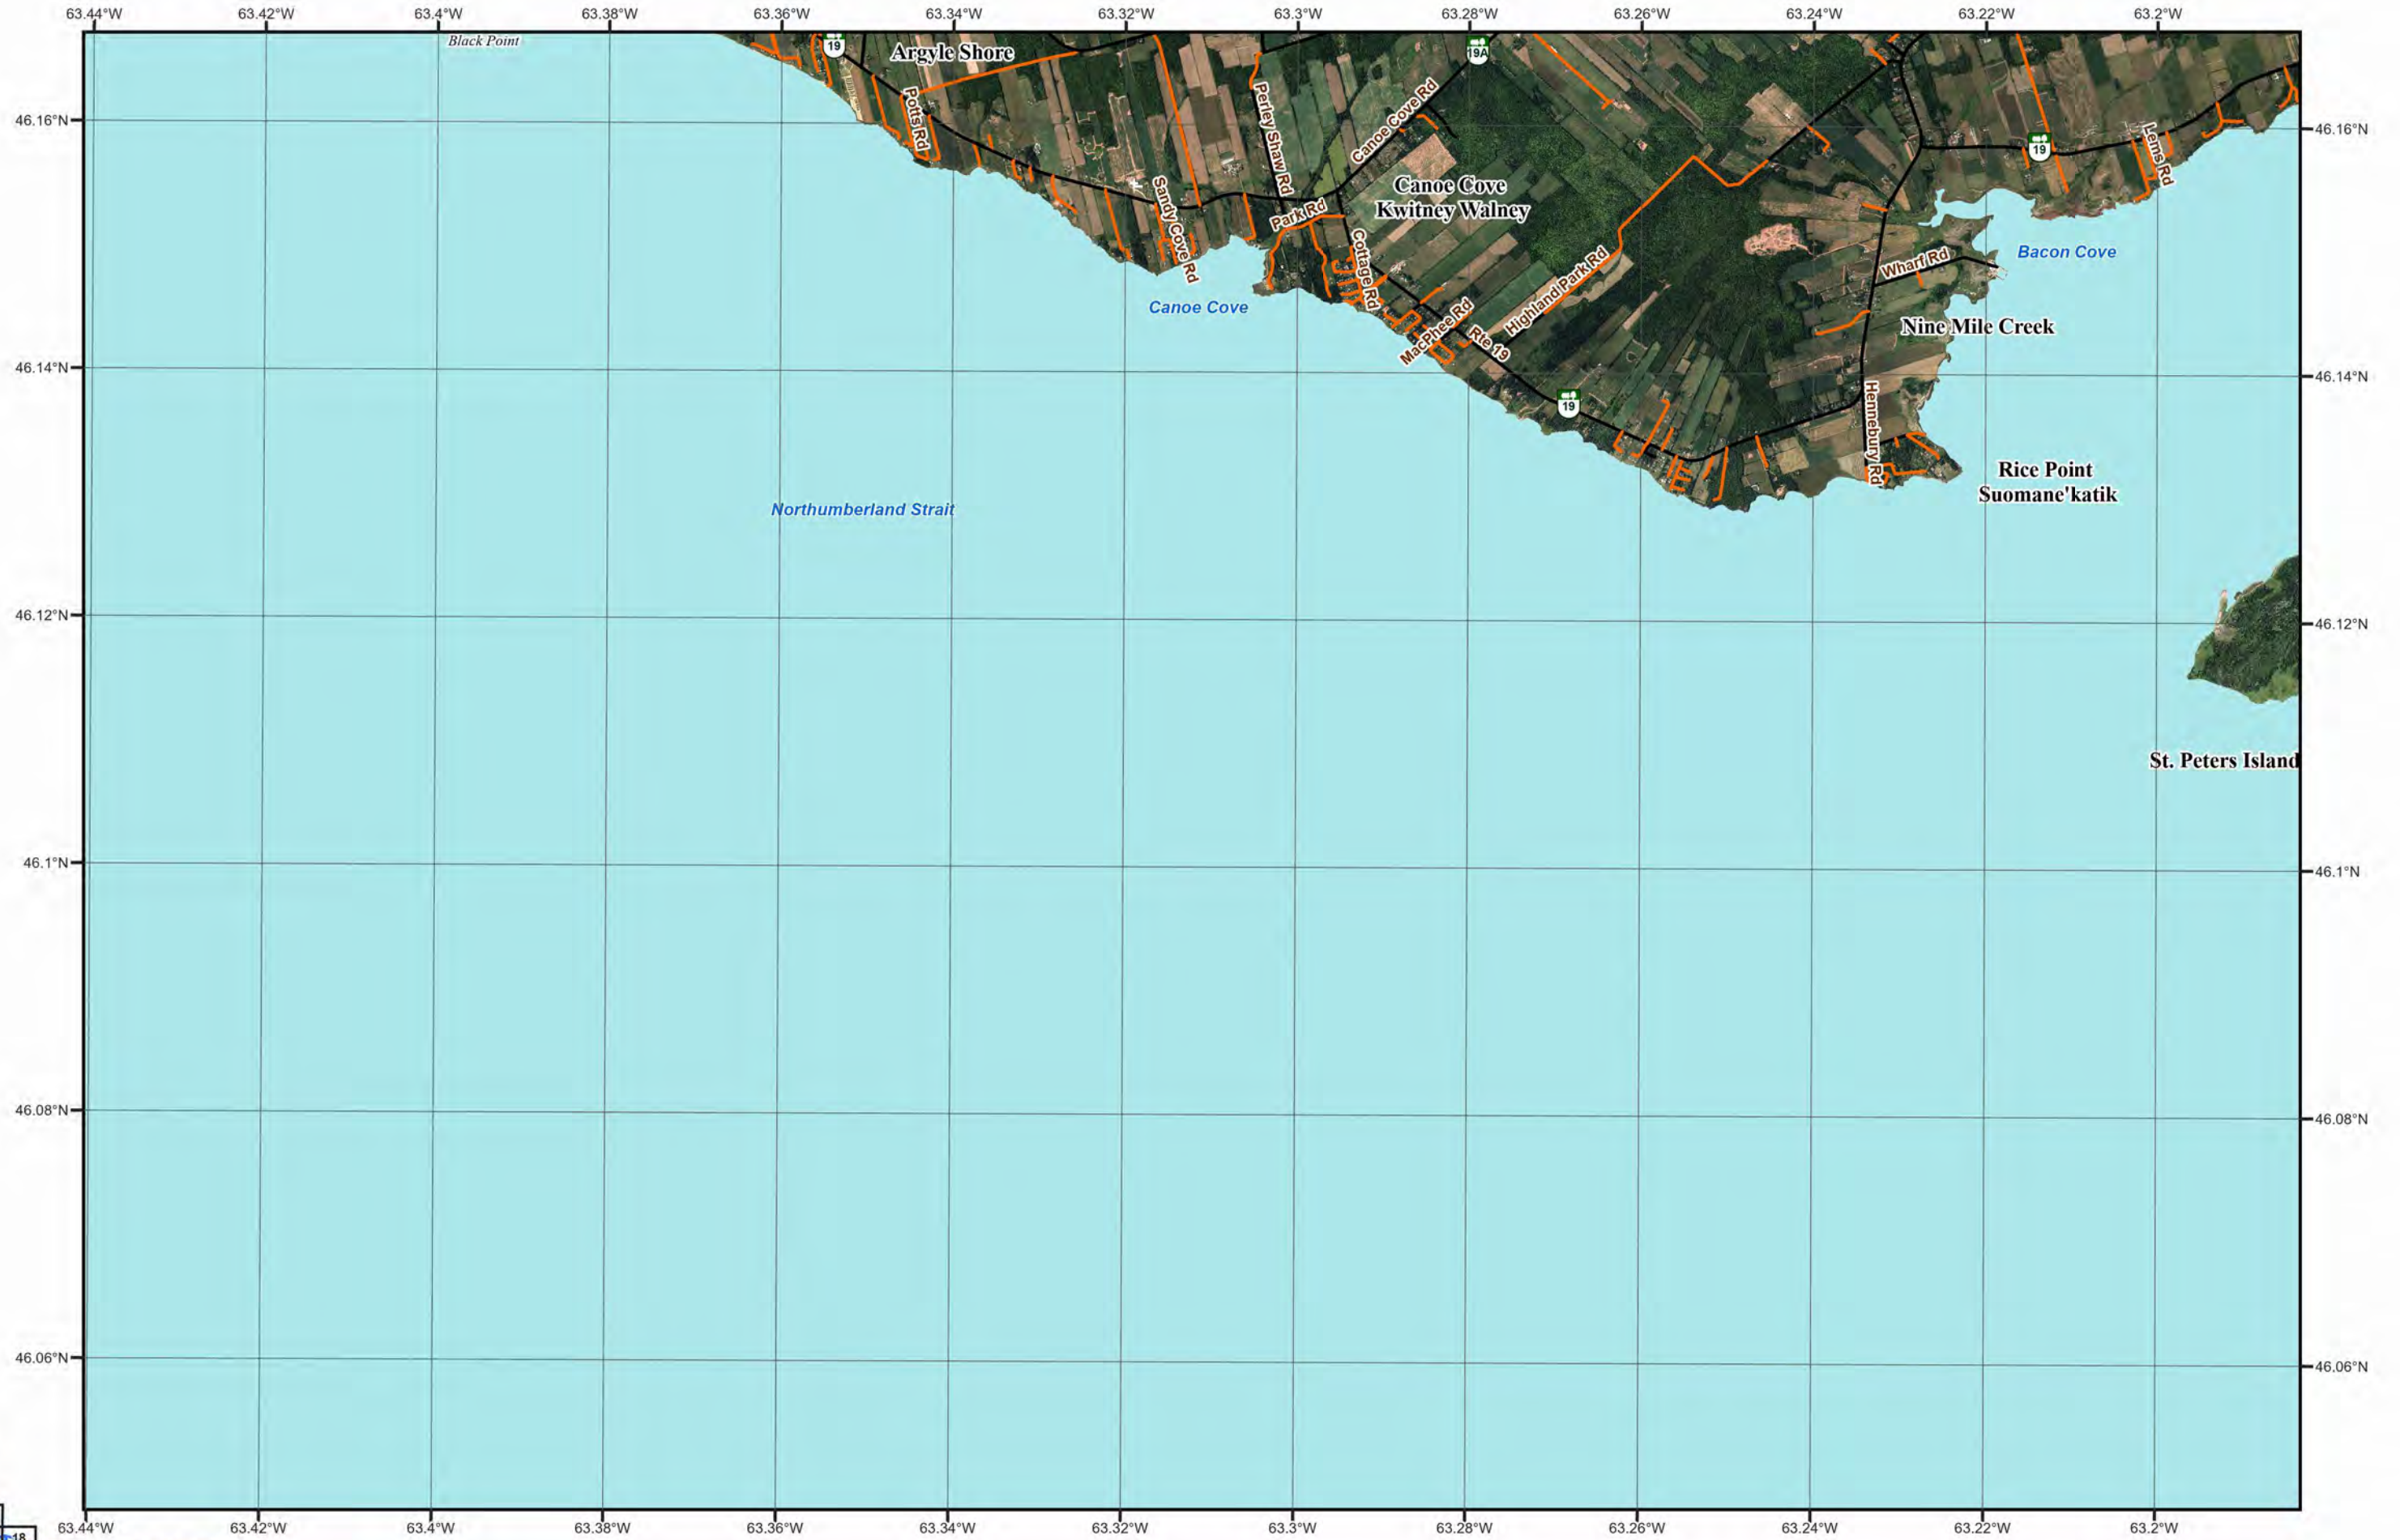 63.44°W 63.42°W 63.4°W 63.38°W 63.36°W 63.34°W 63.32°W 63.3°W 63.28°W 63.26°W 63.24°W 63.22°W 63.2°W
Black Point
19
Argyle Shore
19A
Potts Rd
Perley Shaw Rd
Canoe Cove Rd
46.16°N
46.16°N
19
Lems Rd
Canoe Cove
Kwitney Walney
Sandy Cove Rd
Park Rd
Cottage Rd
Wharf Rd
Bacon Cove
Canoe Cove
Highland Park Rd
MacPhee Rd
Rte 19
Nine Mile Creek
46.14°N
46.14°N
19
Hennebury Rd
Rice Point
Suomane'katik
Northumberland Strait
46.12°N
46.12°N
St. Peters Island
46.1°N
46.1°N
46.08°N
46.08°N
46.06°N
46.06°N
18
63.44°W 63.42°W 63.4°W 63.38°W 63.36°W 63.34°W 63.32°W 63.3°W 63.28°W 63.26°W 63.24°W 63.22°W 63.2°W